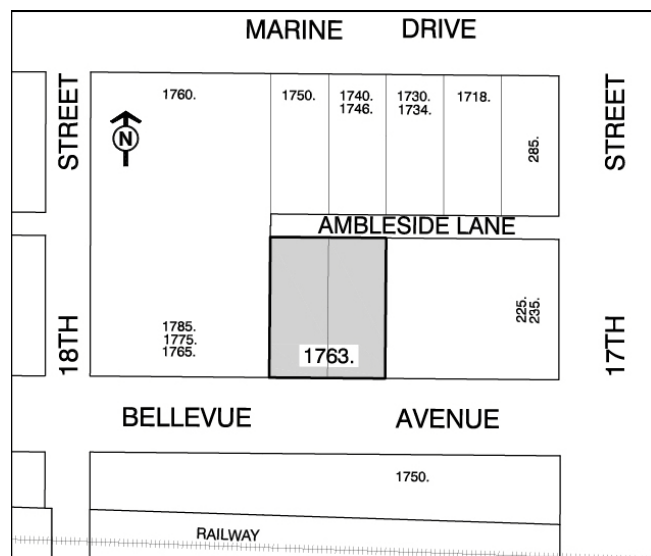 MARINE DRIVE
STREET
STREET
1760.
1750.
1740.
1746.
1730.
1734.
1718.
285.
N
AMBLESIDE LANE
18TH
17TH
1785.
1775.
1765.
225.
235.
1763.
BELLEVUE AVENUE
1750.
RAILWAY